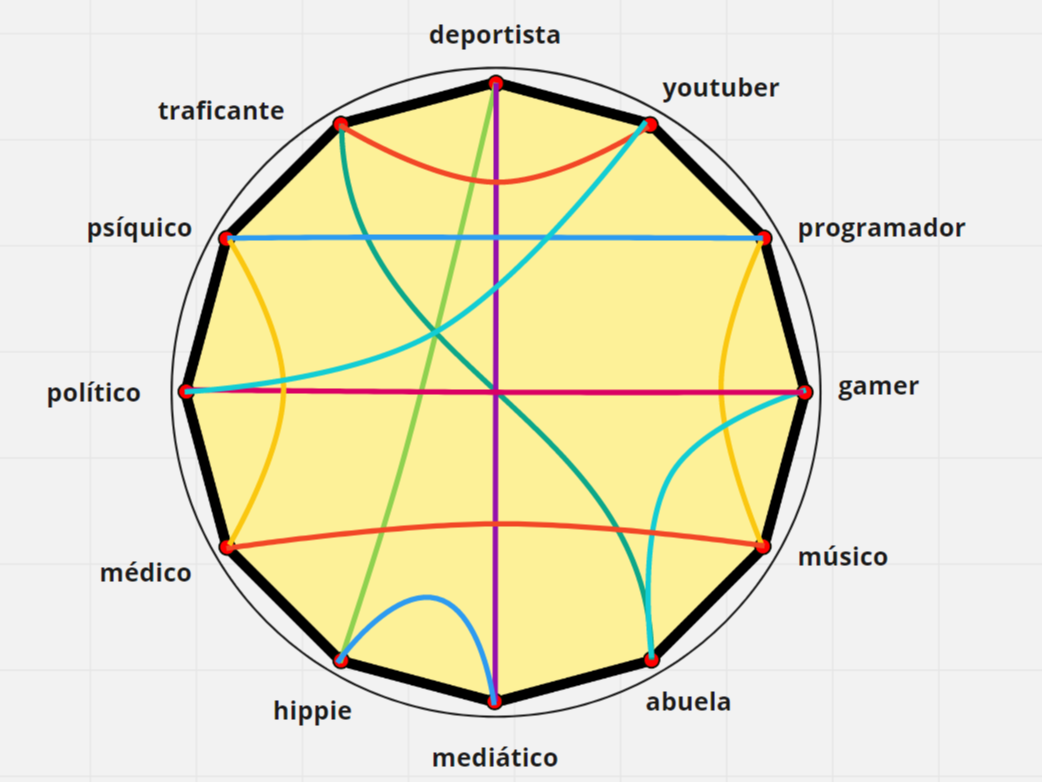 deportista
youtuber
traficante
psíquico
programador
político
gamer
médico
músico
hippie
abuela
mediático